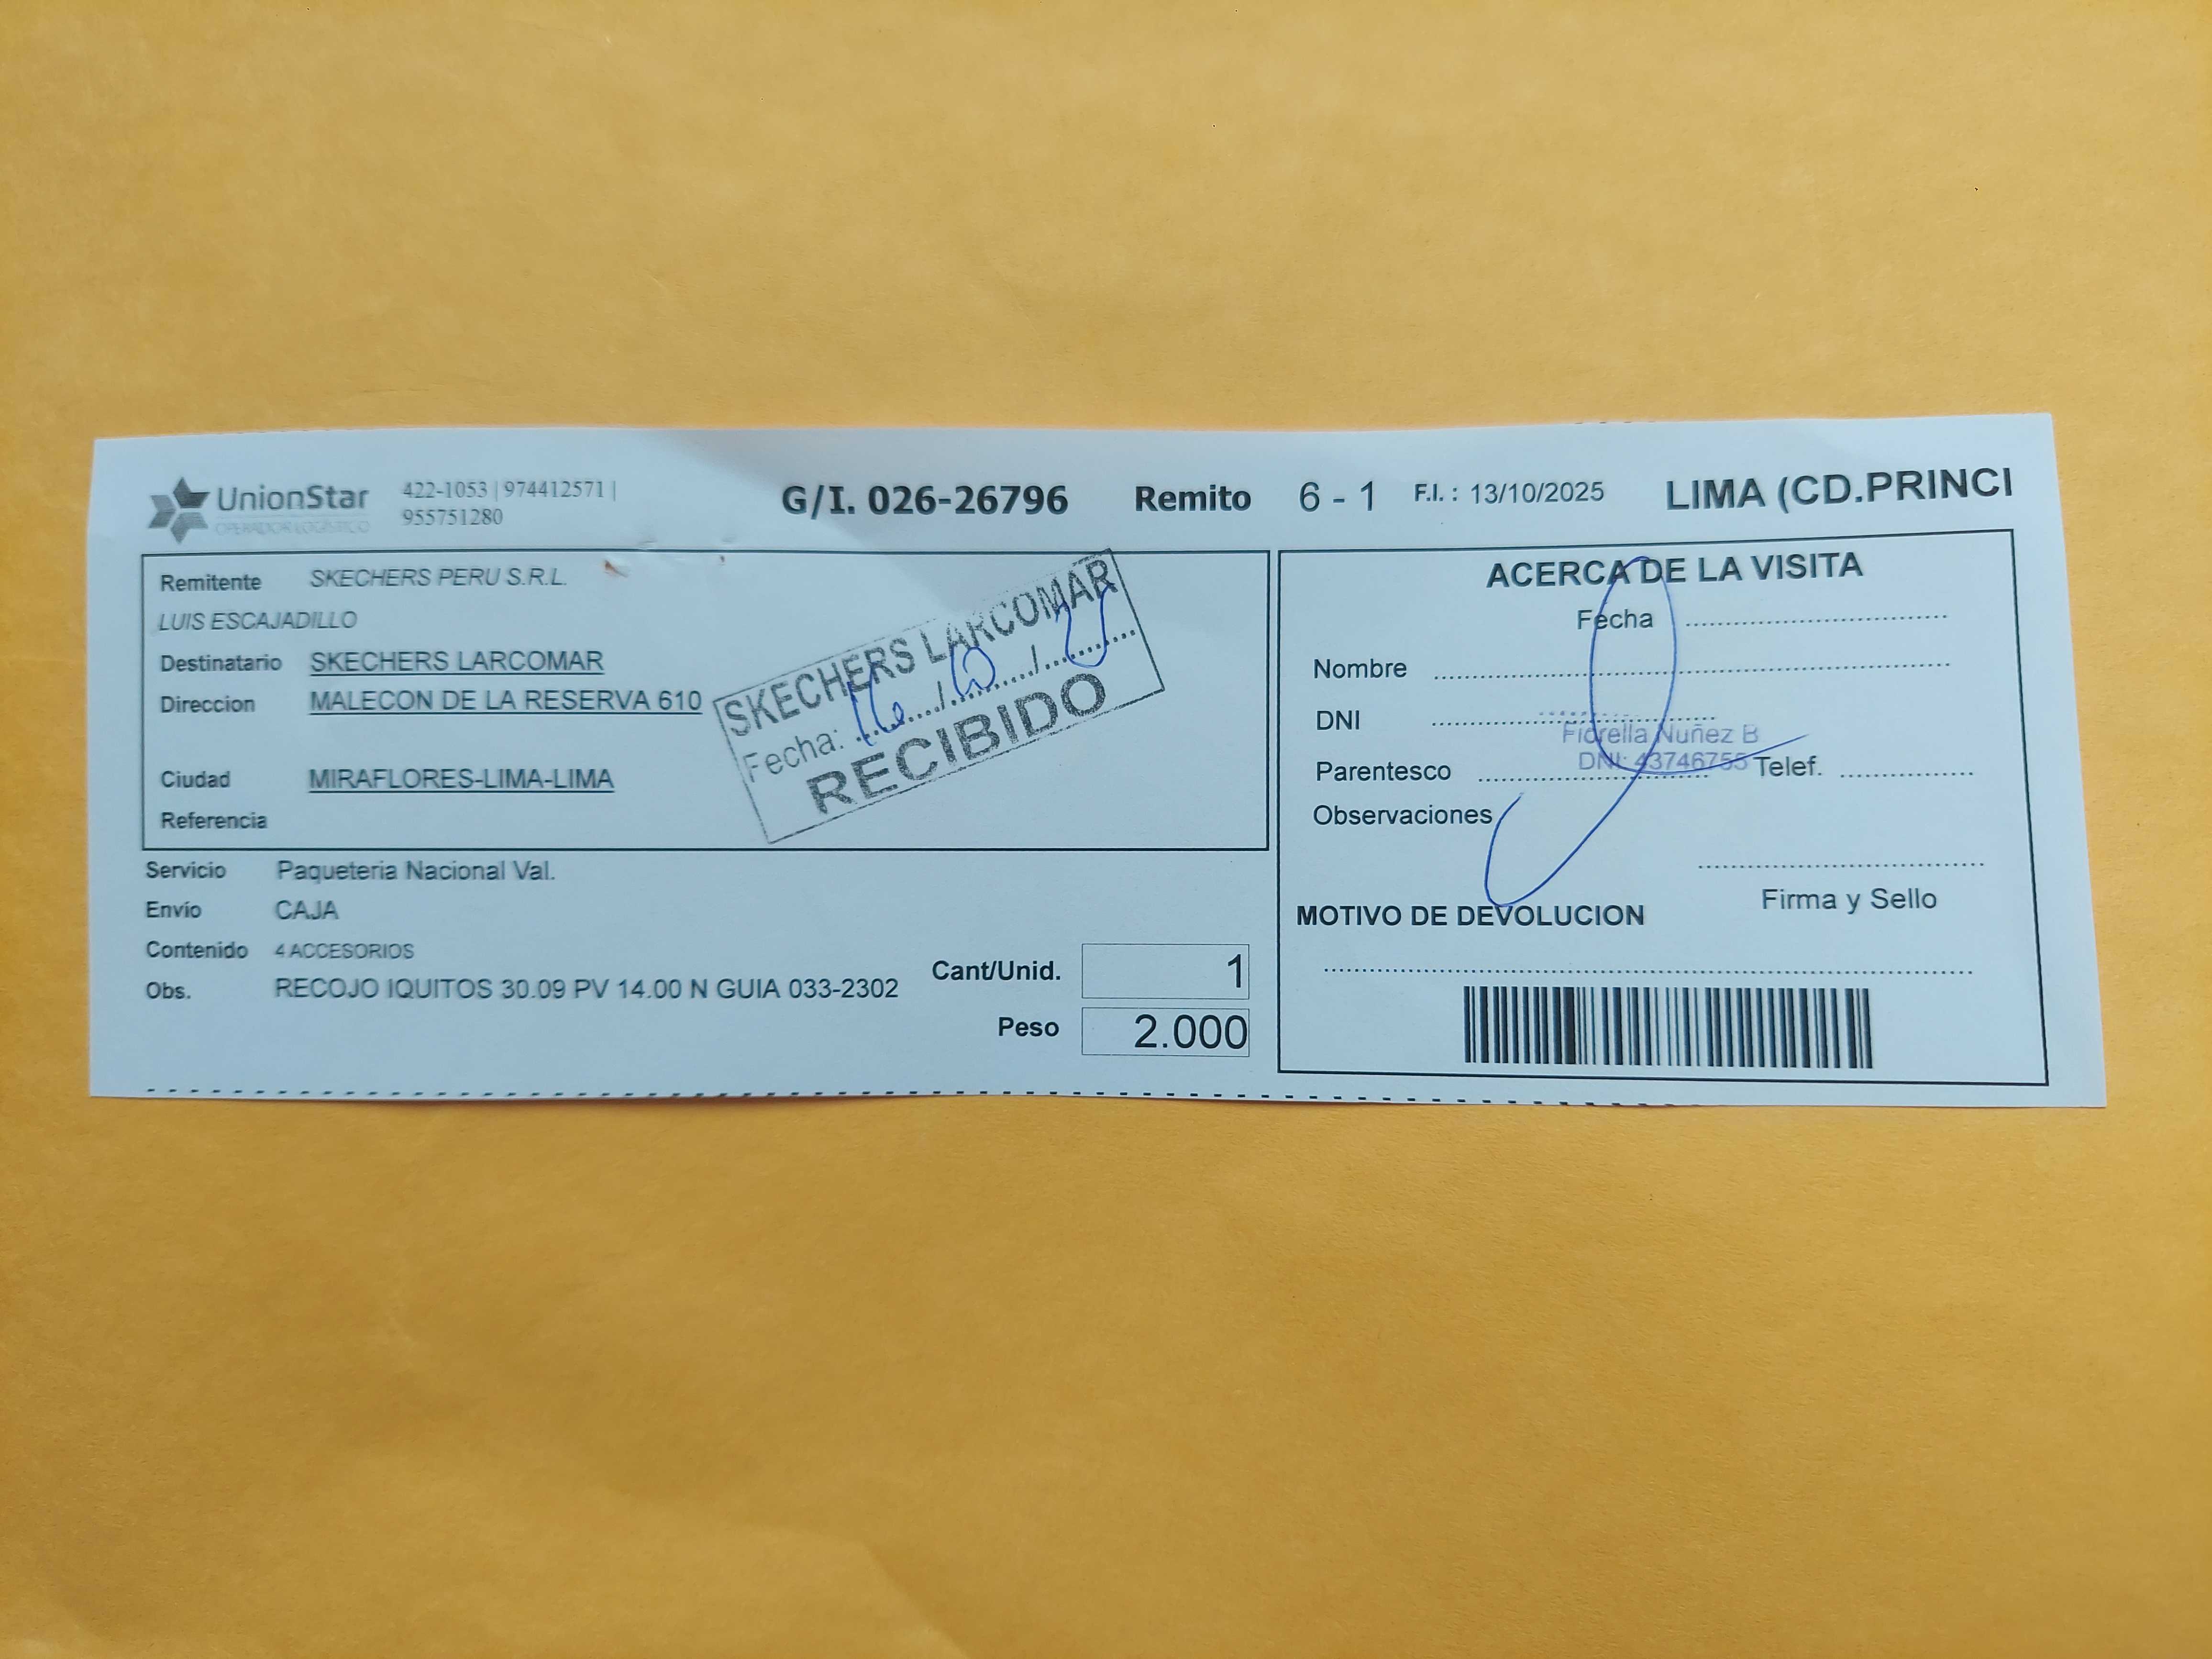 UnionStar
OPERADOR LOGISTICO
422-1053 | 974412571 |
955751280
G/I. 026-26796
Remito 6 - 1
F.I. : 13/10/2025
LIMA (CD.PRINCI
Remitente SKECHERS PERU S.R.L.
LUIS ESCAJADILLO
Destinatario SKECHERS LARCOMAR
Direccion MALECON DE LA RESERVA 610
Ciudad MIRAFLORES-LIMA-LIMA
Referencia
SKECHERS LARCOMAR
Fecha: / /
RECIBIDO
Servicio Paqueteria Nacional Val.
Envío CAJA
Contenido 4 ACCESORIOS
Obs. RECOJO IQUITOS 30.09 PV 14.00 N GUIA 033-2302
Cant/Unid. 1
Peso 2.000
ACERCA DE LA VISITA
Fecha
Nombre
DNI
Fiorella Nuñez B
DNI: 43746755
Parentesco Telef.
Observaciones
Firma y Sello
MOTIVO DE DEVOLUCION